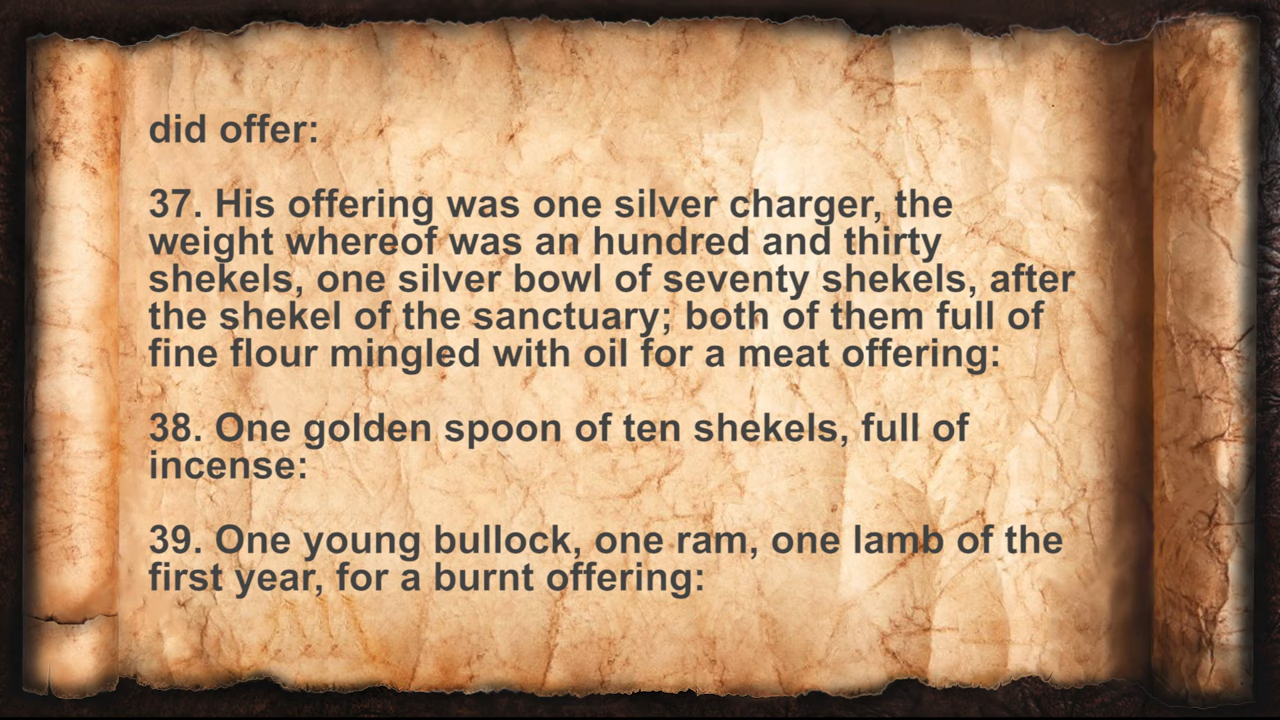 did offer:
37. His offering was one silver charger, the
weight whereof was an hundred and thirty
shekels, one silver bowl of seventy shekels, after
the shekel of the sanctuary; both of them full of
fine flour mingled with oil for a meat offering:
38. One golden spoon of ten shekels, full of
incense:
39. One young bullock, one ram, one lamb of the
first year, for a burnt offering: